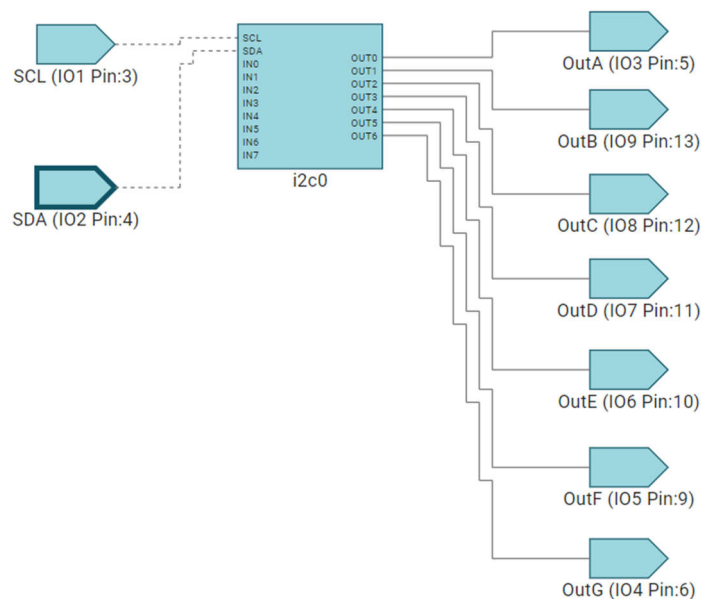 SCL (IO1 Pin:3)
SDA (IO2 Pin:4)
SCL
SDA
IN0
IN1
IN2
IN3
IN4
IN5
IN6
IN7
OUT0
OUT1
OUT2
OUT3
OUT4
OUT5
OUT6
i2c0
OutA (IO3 Pin:5)
OutB (IO9 Pin:13)
OutC (IO8 Pin:12)
OutD (IO7 Pin:11)
OutE (IO6 Pin:10)
OutF (IO5 Pin:9)
OutG (IO4 Pin:6)